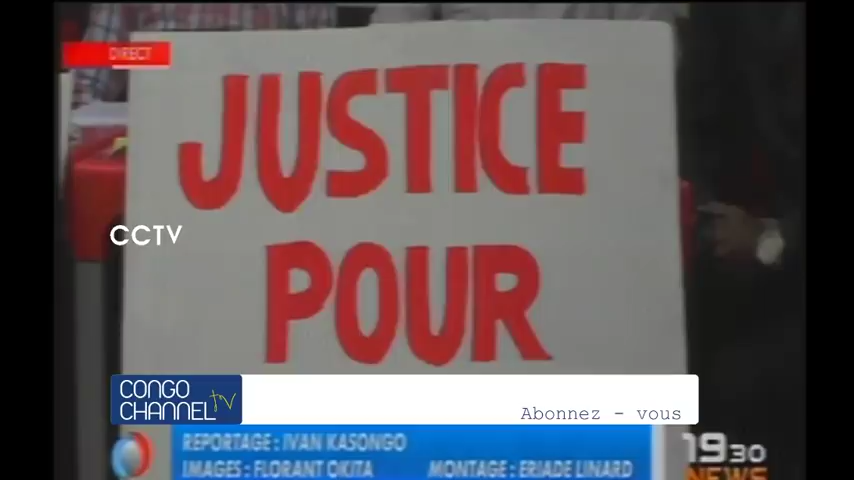 DIRECT
JUSTICE
CCTV
POUR
CONGO
CHANNEL tv
Abonnez - vous
REPORTAGE : IVAN KASONGO
IMAGES : FLORANT OKITA MONTAGE : ERIADE LINARD
19 30
NEWS